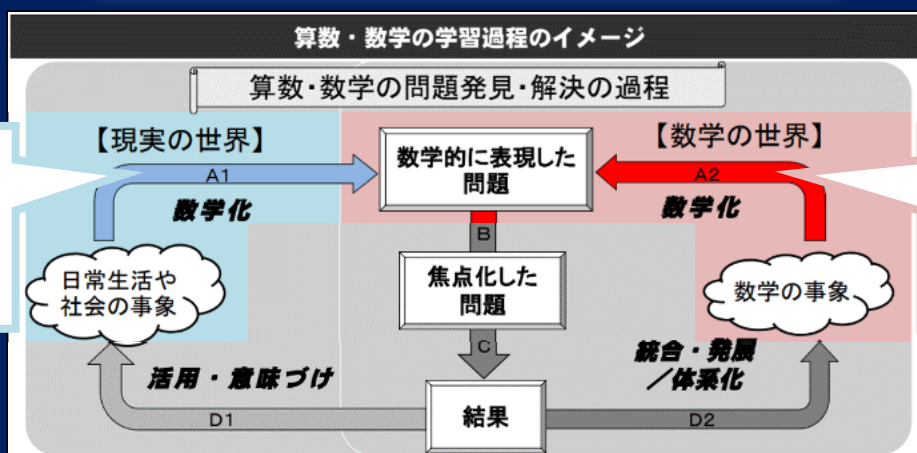 算数・数学の学習過程のイメージ
算数・数学の問題発見・解決の過程
【現実の世界】
【数学の世界】
数学的に表現した
問題
A1
A2
数学化
数学化
B
日常生活や
社会の事象
焦点化した
問題
数学の事象
C
活用・意味づけ
統合・発展
／体系化
結果
D1
D2